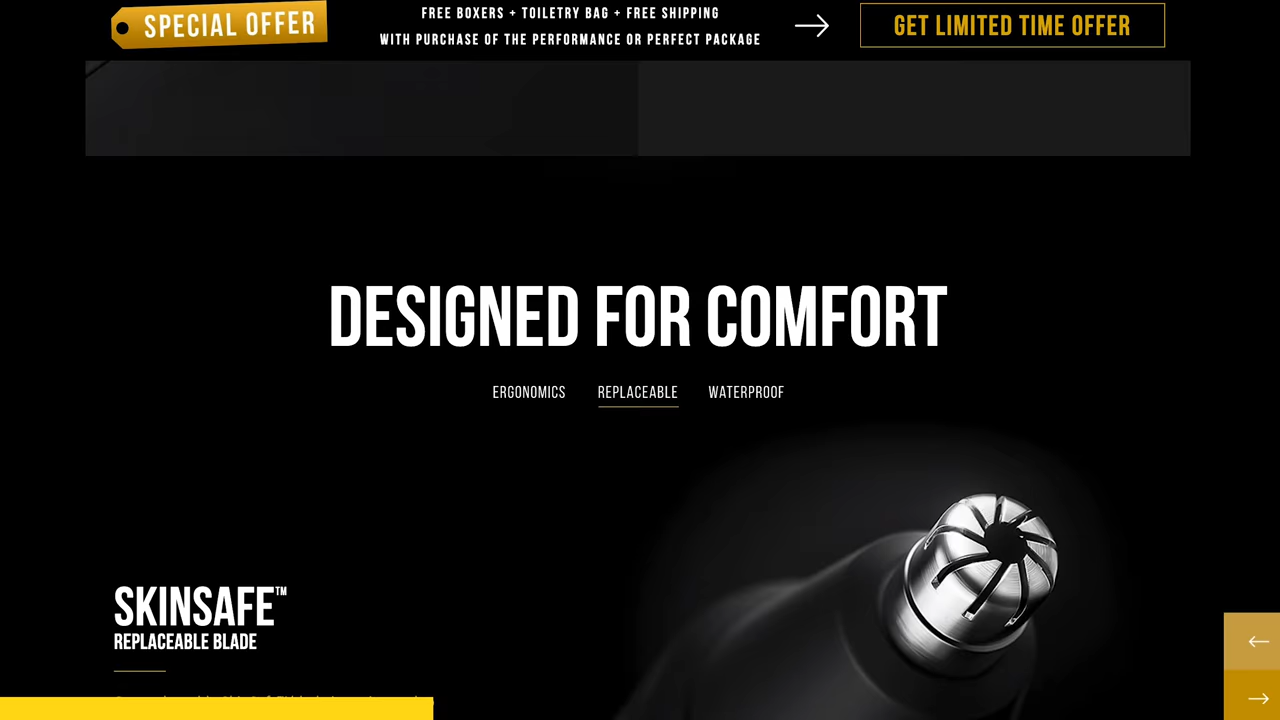 SPECIAL OFFER
FREE BOXERS + TOILETRY BAG + FREE SHIPPING
WITH PURCHASE OF THE PERFORMANCE OR PERFECT PACKAGE
GET LIMITED TIME OFFER
DESIGNED FOR COMFORT
ERGONOMICS REPLACEABLE WATERPROOF
SKINSAFE™
REPLACEABLE BLADE